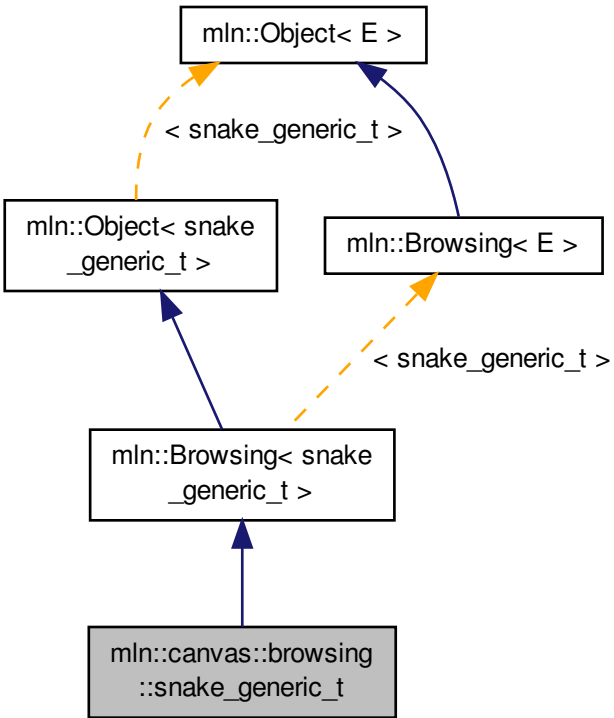 mln::Object< E >
< snake_generic_t >
mln::Object< snake
_generic_t >
mln::Browsing< E >
< snake_generic_t >
mln::Browsing< snake
_generic_t >
mln::canvas::browsing
::snake_generic_t